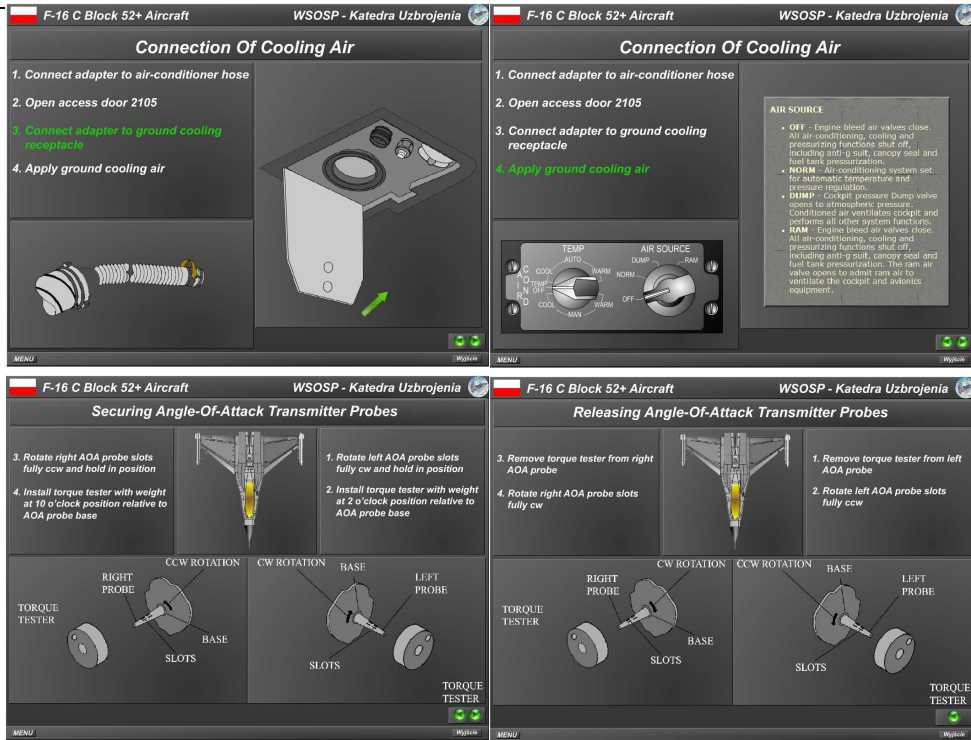 F-16 C Block 52+ Aircraft
WSOSP - Katedra Uzbrojenia
Connection Of Cooling Air
1. Connect adapter to air-conditioner hose
2. Open access door 2105
3. Connect adapter to ground cooling
receptacle
4. Apply ground cooling air
MENU
Wyjście
F-16 C Block 52+ Aircraft
WSOSP - Katedra Uzbrojenia
Connection Of Cooling Air
1. Connect adapter to air-conditioner hose
2. Open access door 2105
3. Connect adapter to ground cooling
receptacle
4. Apply ground cooling air
AIR SOURCE
• OFF - Engine bleed air valves close.
All air-conditioning, cooling and
pressurizing functions shut off,
including anti-g suit, canopy seal and
fuel tank pressurization.
• NORM - Air-conditioning system set
for automatic temperature and
pressure regulation.
• DUMP - Cockpit pressure Dump valve
opens to atmospheric pressure.
Conditioned air ventilates cockpit and
performs all other system functions.
• RAM - Engine bleed air valves close.
All air-conditioning, cooling and
pressurizing functions shut off,
including anti-g suit, canopy seal and
fuel tank pressurization. The ram air
valve opens to admit ram air to
ventilate the cockpit and avionics
equipment.
AIR COND
TEMP
AUTO
COOL
WARM
TEMP
OFF
COOL
WARM
MAN
AIR SOURCE
DUMP
RAM
NORM
OFF
MENU
Wyjście
F-16 C Block 52+ Aircraft
WSOSP - Katedra Uzbrojenia
Securing Angle-Of-Attack Transmitter Probes
3. Rotate right AOA probe slots
fully ccw and hold in position
4. Install torque tester with weight
at 10 o'clock position relative to
AOA probe base
1. Rotate left AOA probe slots
fully cw and hold in position
2. Install torque tester with weight
at 2 o'clock position relative to
AOA probe base
CCW ROTATION
RIGHT
PROBE
TORQUE
TESTER
BASE
SLOTS
CW ROTATION
BASE
LEFT
PROBE
SLOTS
TORQUE
TESTER
MENU
Wyjście
F-16 C Block 52+ Aircraft
WSOSP - Katedra Uzbrojenia
Releasing Angle-Of-Attack Transmitter Probes
3. Remove torque tester from right
AOA probe
4. Rotate right AOA probe slots
fully cw
1. Remove torque tester from left
AOA probe
2. Rotate left AOA probe slots
fully ccw
CW ROTATION
RIGHT
PROBE
TORQUE
TESTER
BASE
SLOTS
CCW ROTATION
BASE
LEFT
PROBE
SLOTS
TORQUE
TESTER
MENU
Wyjście